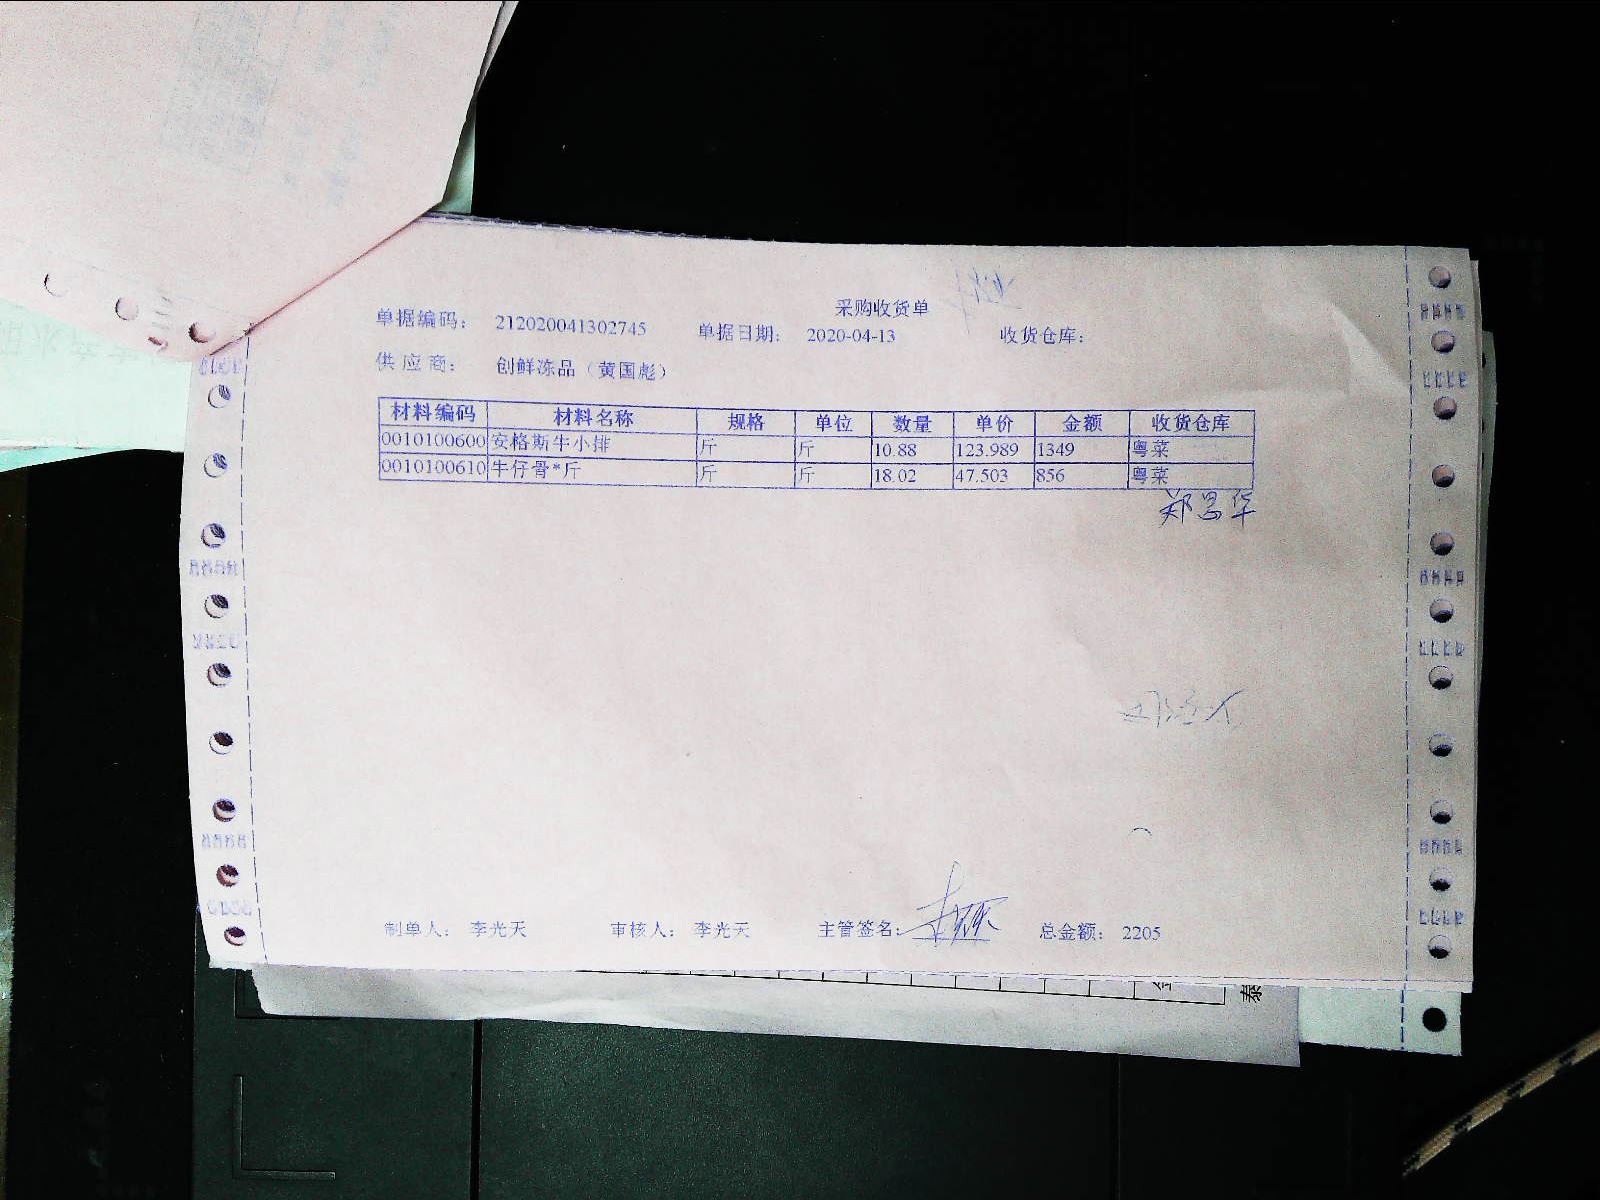 采购收货单
单据编码： 212020041302745 单据日期： 2020-04-13 收货仓库：
供应商： 创鲜冻品（黄国彪）
材料编码 材料名称 规格 单位 数量 单价 金额 收货仓库
0010100600 安格斯牛小排 斤 斤 10.88 123.989 1349 粤菜
0010100610 牛仔骨*斤 斤 斤 18.02 47.503 856 粤菜
郑思华
制单人： 李光天 审核人： 李光天 主管签名： 总金额： 2205
泰